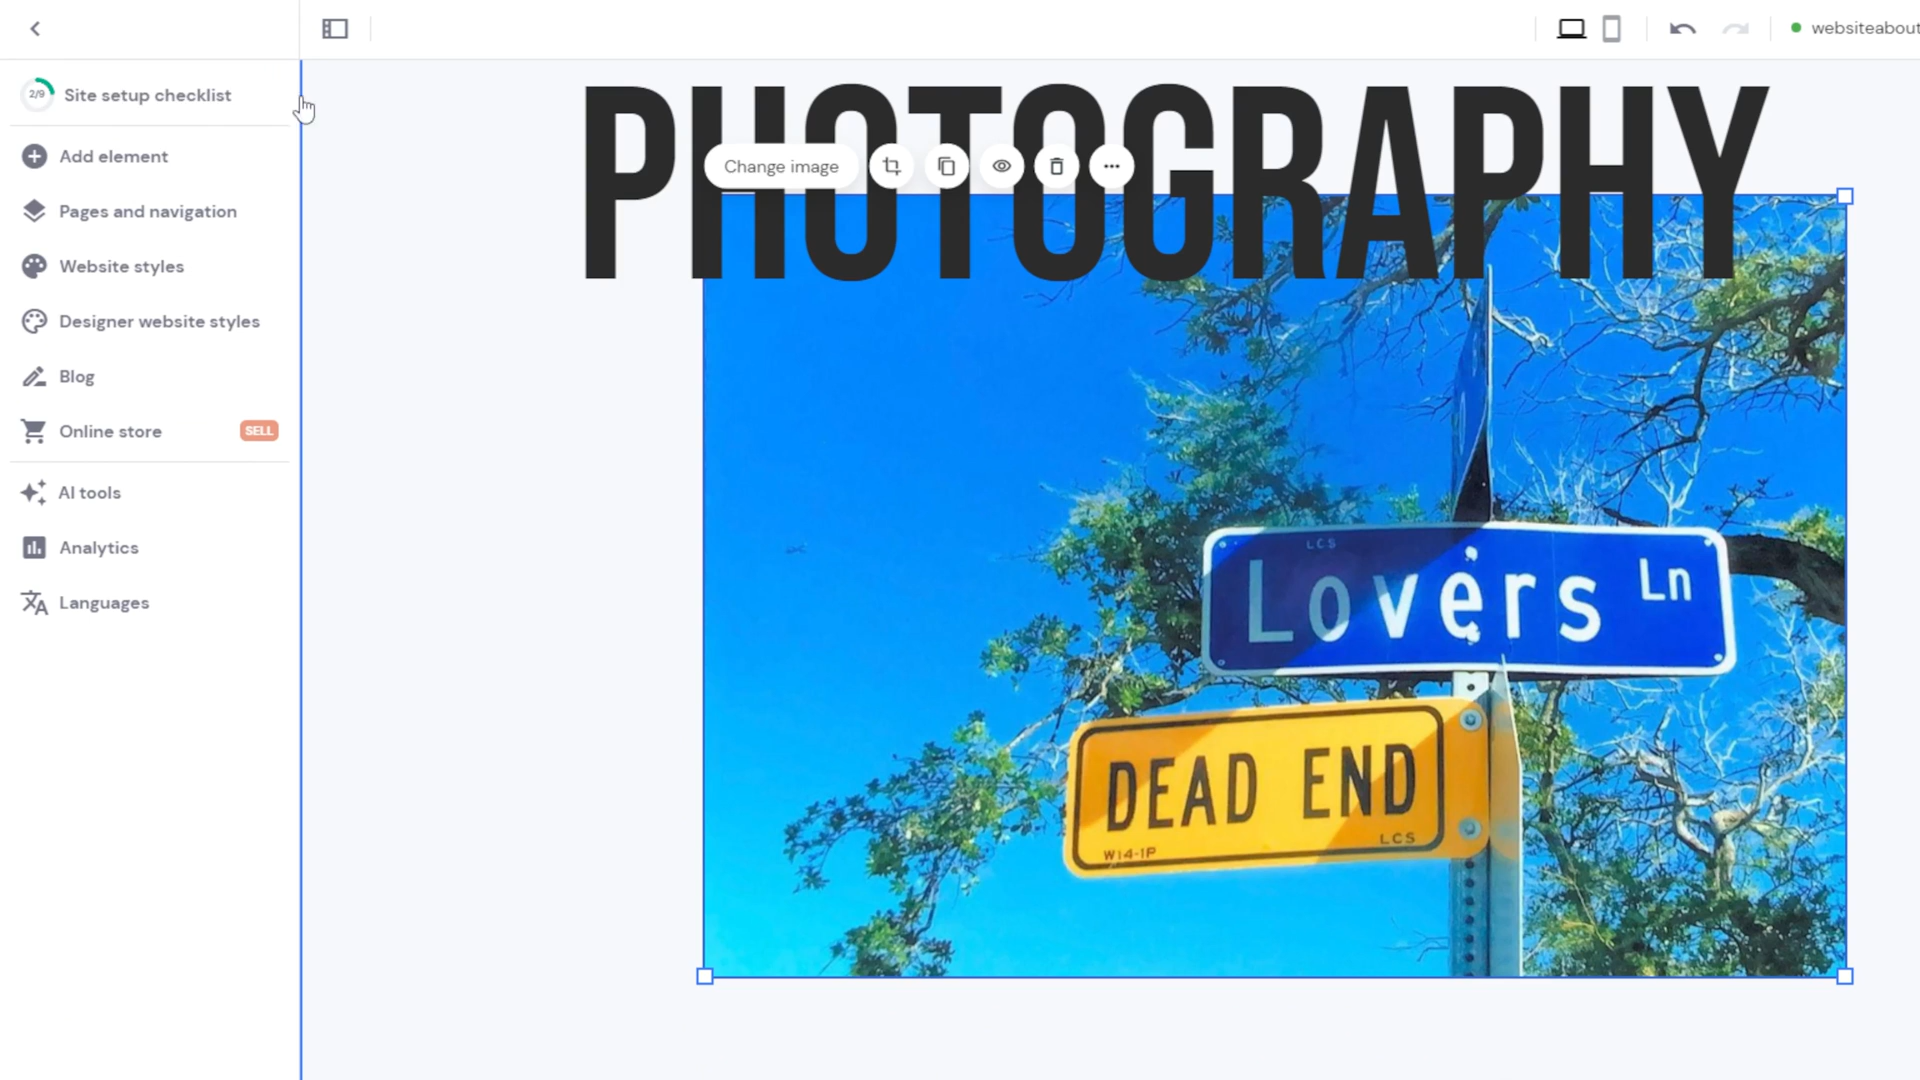 websiteabout
2/9 Site setup checklist
Add element
Pages and navigation
Website styles
Designer website styles
Blog
Online store SELL
AI tools
Analytics
Languages
PHOTOGRAPHY
Change image
LCS
Lovers Ln
DEAD END
LCS
W14-1P